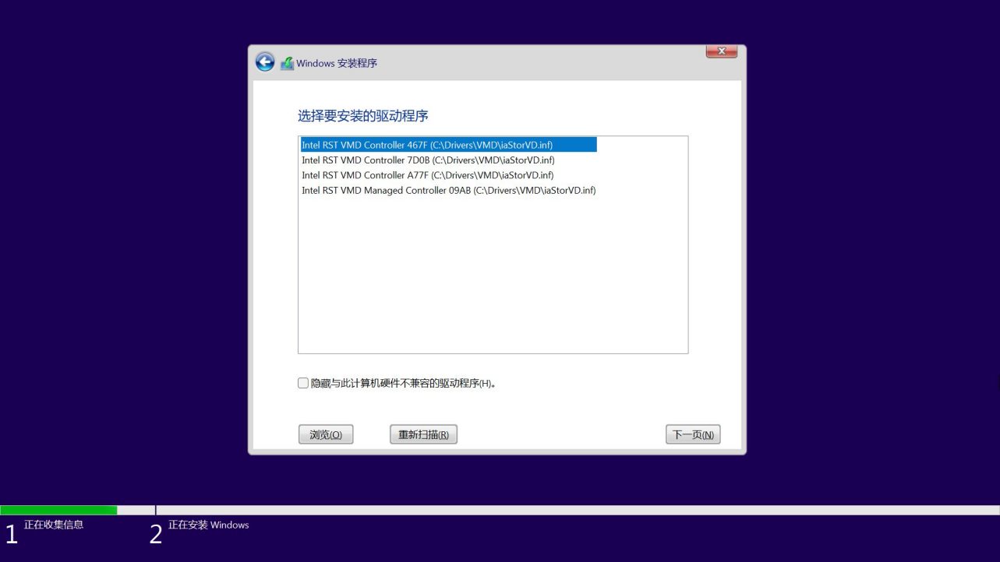 Windows 安装程序
选择要安装的驱动程序
Intel RST VMD Controller 467F (C:\Drivers\VMD\iaStorVD.inf)
Intel RST VMD Controller 7D0B (C:\Drivers\VMD\iaStorVD.inf)
Intel RST VMD Controller A77F (C:\Drivers\VMD\iaStorVD.inf)
Intel RST VMD Managed Controller 09AB (C:\Drivers\VMD\iaStorVD.inf)
隐藏与此计算机硬件不兼容的驱动程序(H)。
浏览(O)
重新扫描(R)
下一页(N)
1 正在收集信息
2 正在安装 Windows